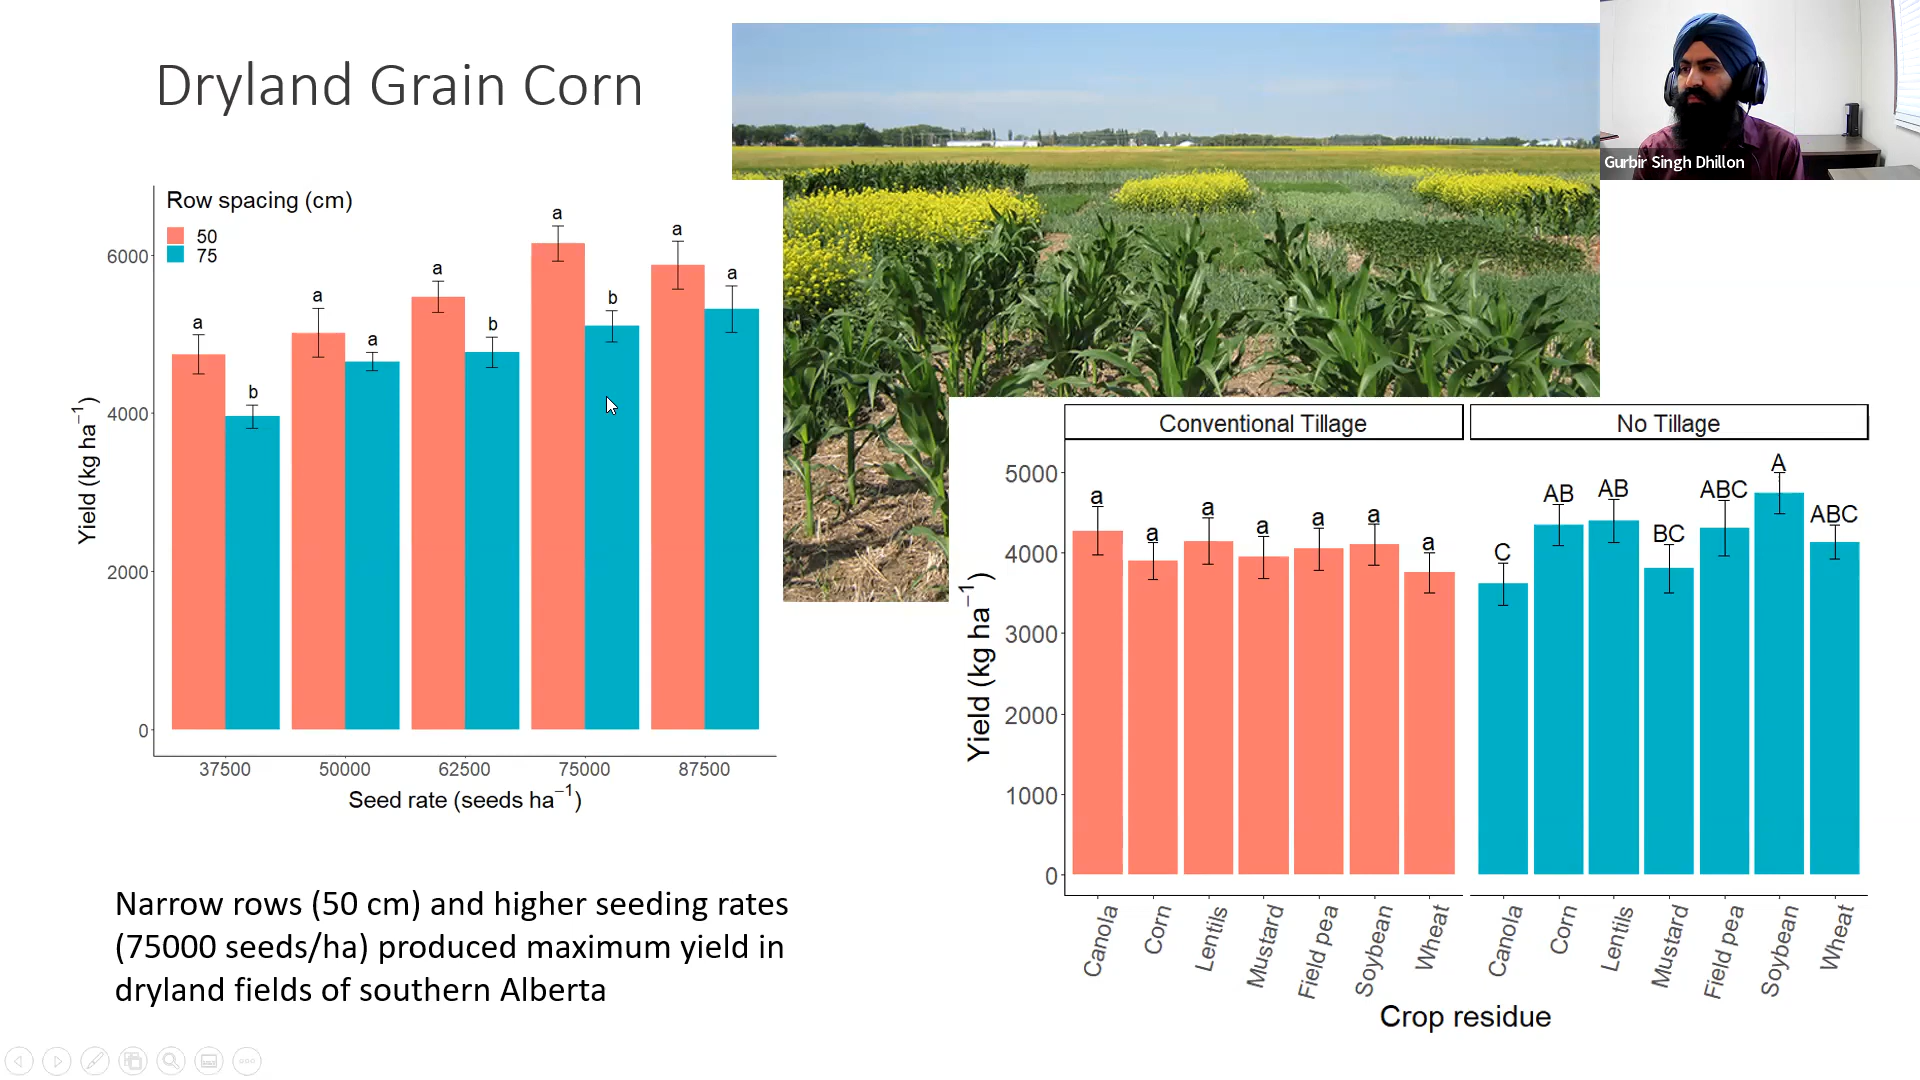 Dryland Grain Corn
Gurbir Singh Dhillon
Row spacing (cm)
50
75
a
b
a
a
a
b
a
b
a
a
6000
4000
2000
0
Yield (kg ha⁻¹)
37500 50000 62500 75000 87500
Seed rate (seeds ha⁻¹)
Narrow rows (50 cm) and higher seeding rates
(75000 seeds/ha) produced maximum yield in
dryland fields of southern Alberta
Conventional Tillage
No Tillage
5000
4000
3000
2000
1000
0
Yield (kg ha⁻¹)
a a a a a a a
C AB AB BC ABC A ABC
Canola Corn Lentils Mustard Field pea Soybean Wheat
Canola Corn Lentils Mustard Field pea Soybean Wheat
Crop residue